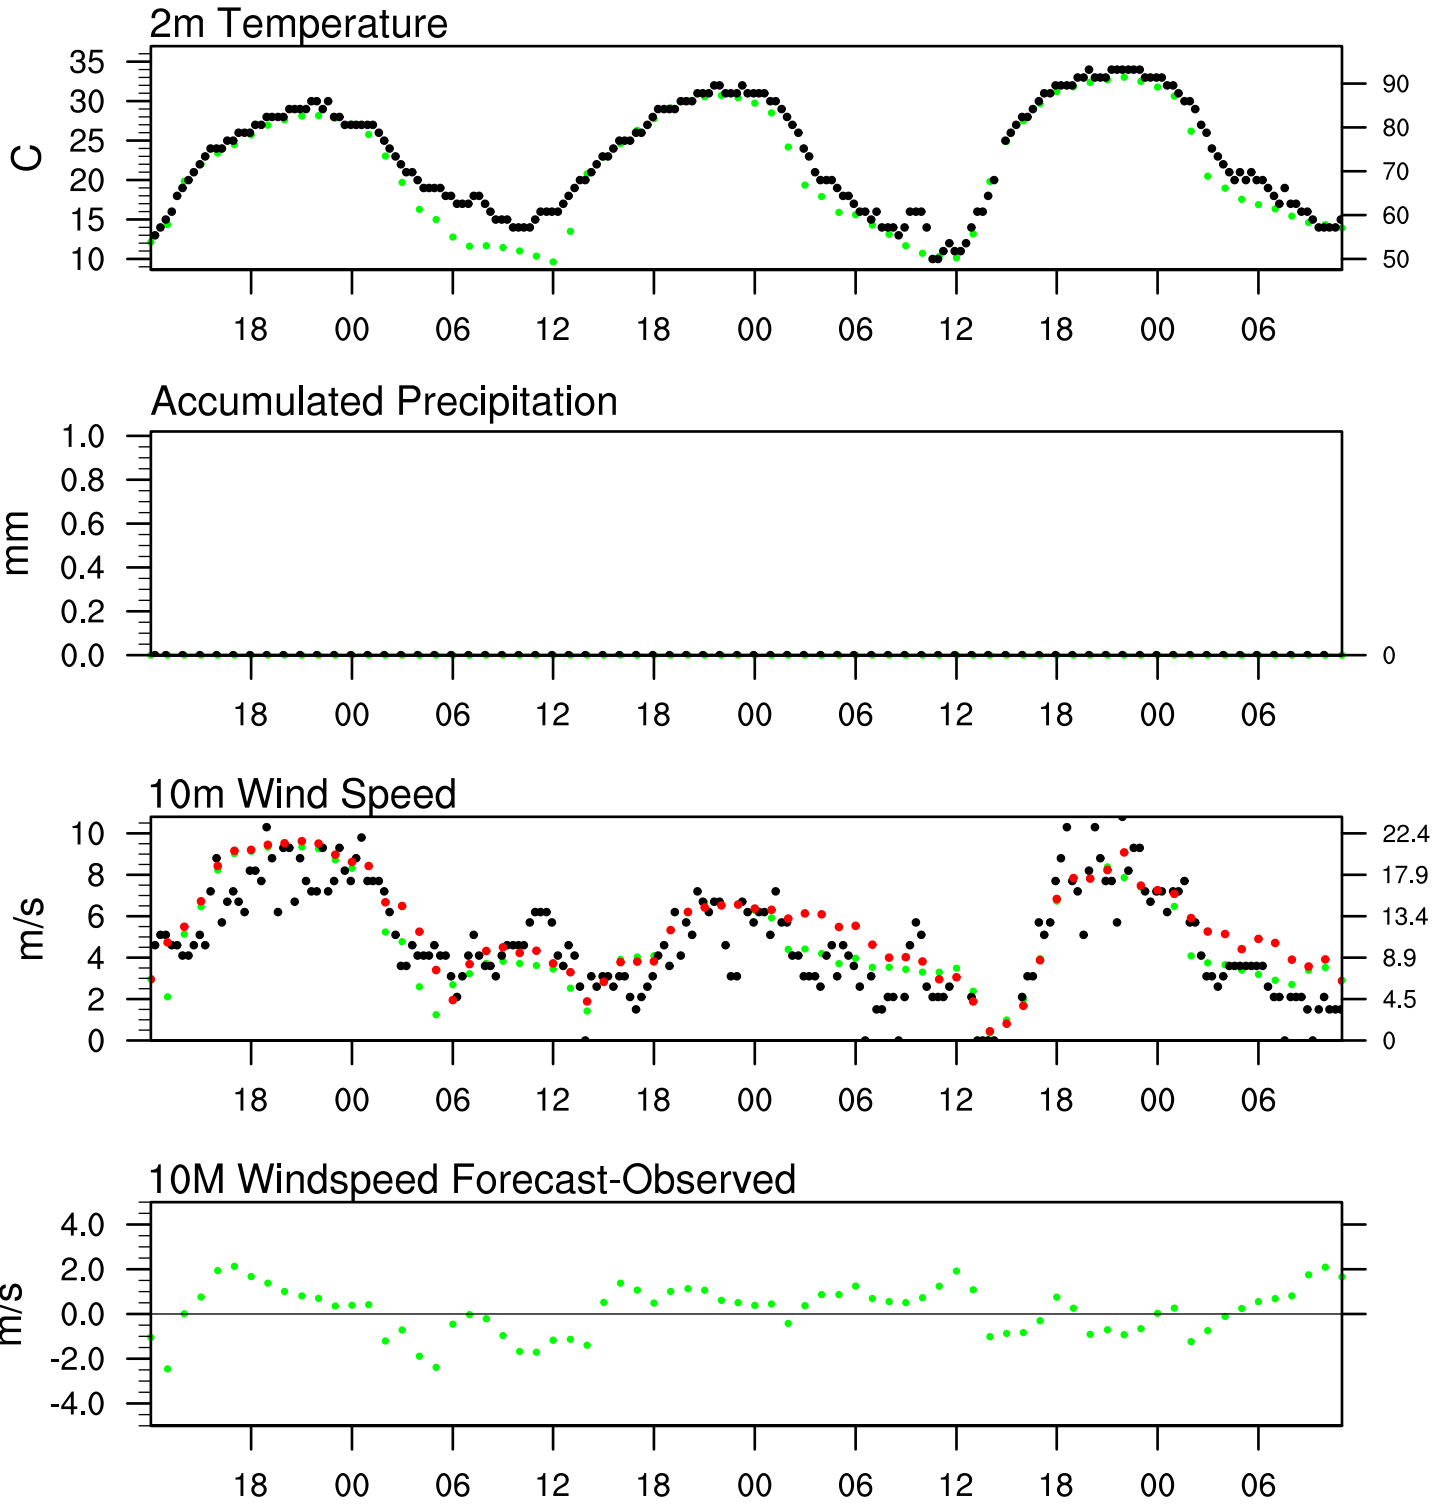 2m Temperature
35
30
25
20
15
10
C
90
80
70
60
50
18 00 06 12 18 00 06 12 18 00 06
Accumulated Precipitation
1.0
0.8
0.6
0.4
0.2
0.0
mm
0
18 00 06 12 18 00 06 12 18 00 06
10m Wind Speed
10
8
6
4
2
0
m/s
22.4
17.9
13.4
8.9
4.5
0
18 00 06 12 18 00 06 12 18 00 06
10M Windspeed Forecast-Observed
4.0
2.0
0.0
-2.0
-4.0
m/s
18 00 06 12 18 00 06 12 18 00 06